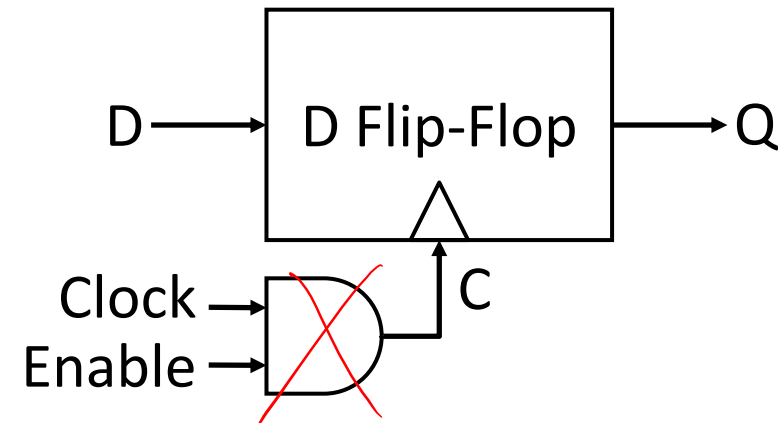 D
D Flip-Flop
Q
Clock
C
Enable